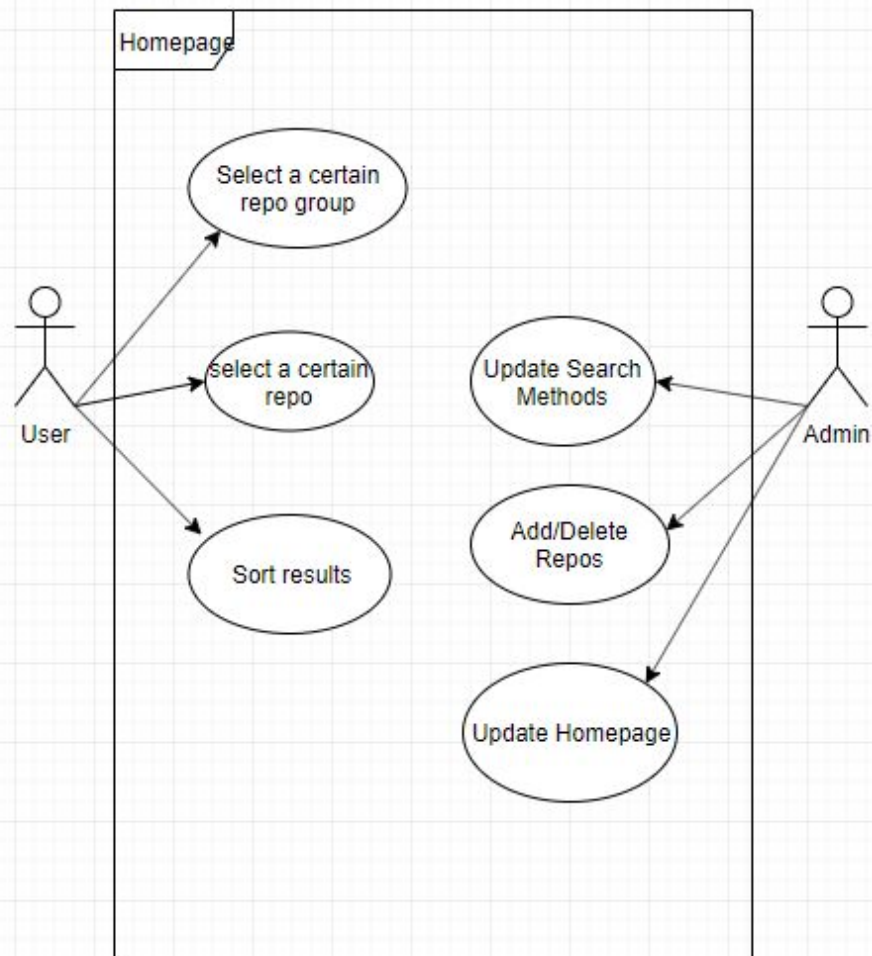 Homepage
Select a certain
repo group
select a certain
repo
User
Sort results
Update Search
Methods
Admin
Add/Delete
Repos
Update Homepage